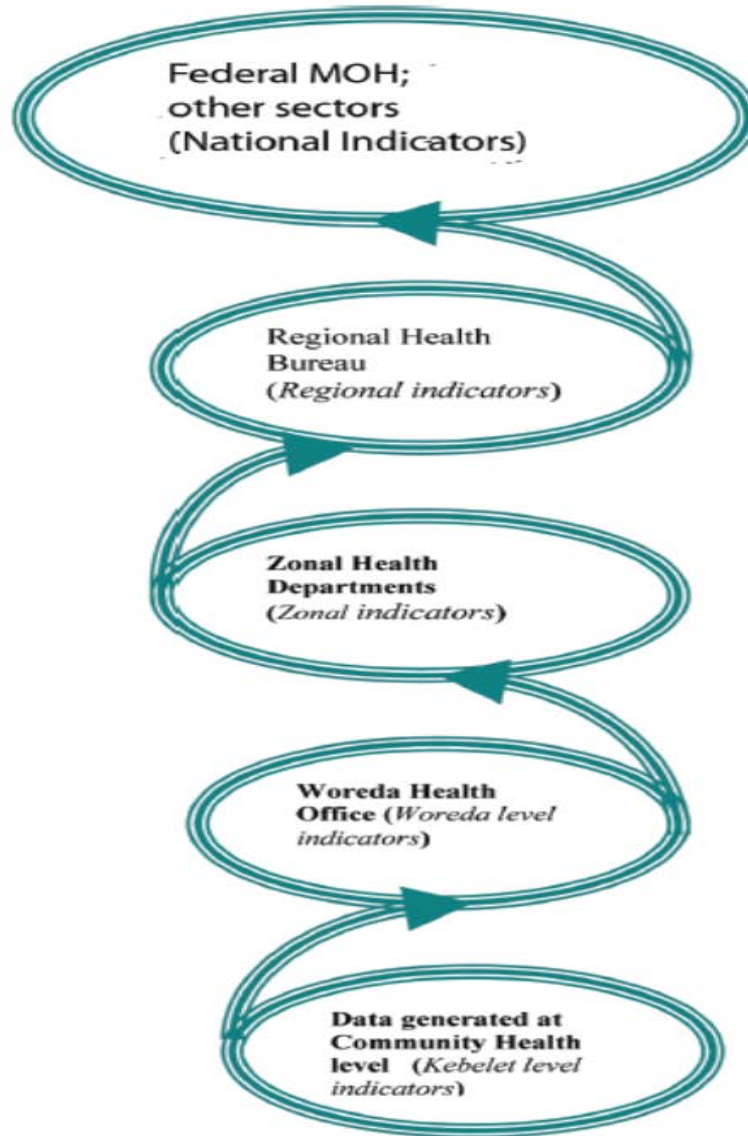 Federal MOH;
other sectors
(National Indicators)
Regional Health
Bureau
(Regional indicators)
Zonal Health
Departments
(Zonal indicators)
Woreda Health
Office (Woreda level
indicators)
Data generated at
Community Health
level (Kebelet level
indicators)